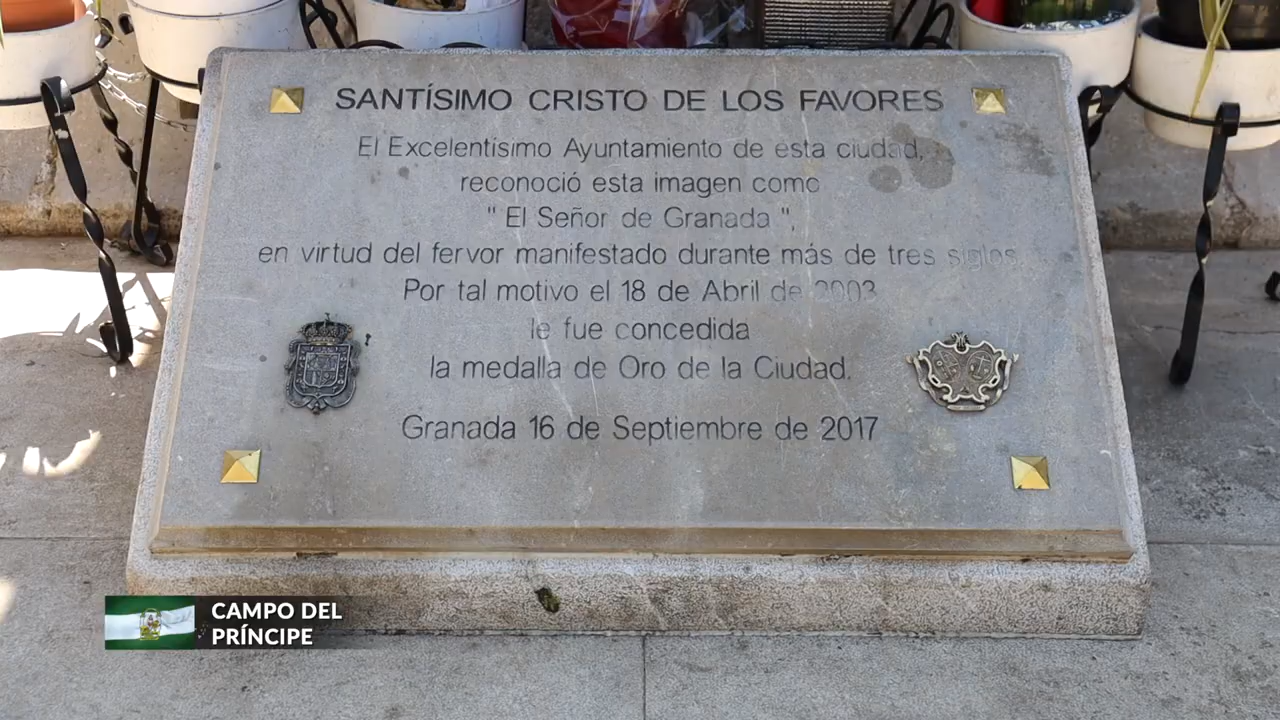 SANTÍSIMO CRISTO DE LOS FAVORES
El Excelentísimo Ayuntamiento de esta ciudad,
reconoció esta imagen como
" El Señor de Granada ",
en virtud del fervor manifestado durante más de tres siglos.
Por tal motivo el 18 de Abril de 2003
le fue concedida
la medalla de Oro de la Ciudad.
Granada 16 de Septiembre de 2017
CAMPO DEL
PRÍNCIPE